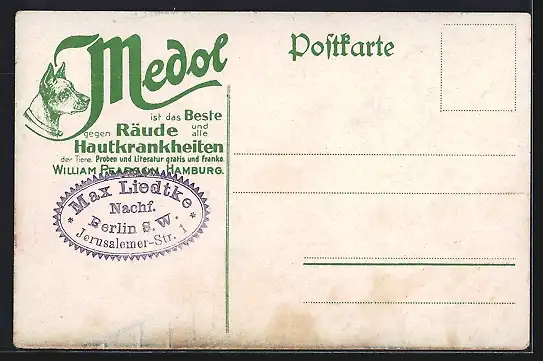 Medol
ist das Beste
gegen Räude und alle
Hautkrankheiten
der Tiere. Proben und Literatur gratis und franko.
WILLIAM PEARSON, HAMBURG.
Max Liedtke
Nachf.
Berlin S. W.
Jerusalemer-Str. 1
Postkarte